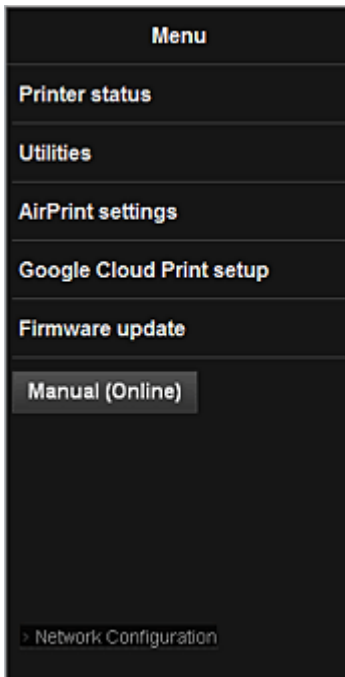 Menu
Printer status
Utilities
AirPrint settings
Google Cloud Print setup
Firmware update
Manual (Online)
> Network Configuration